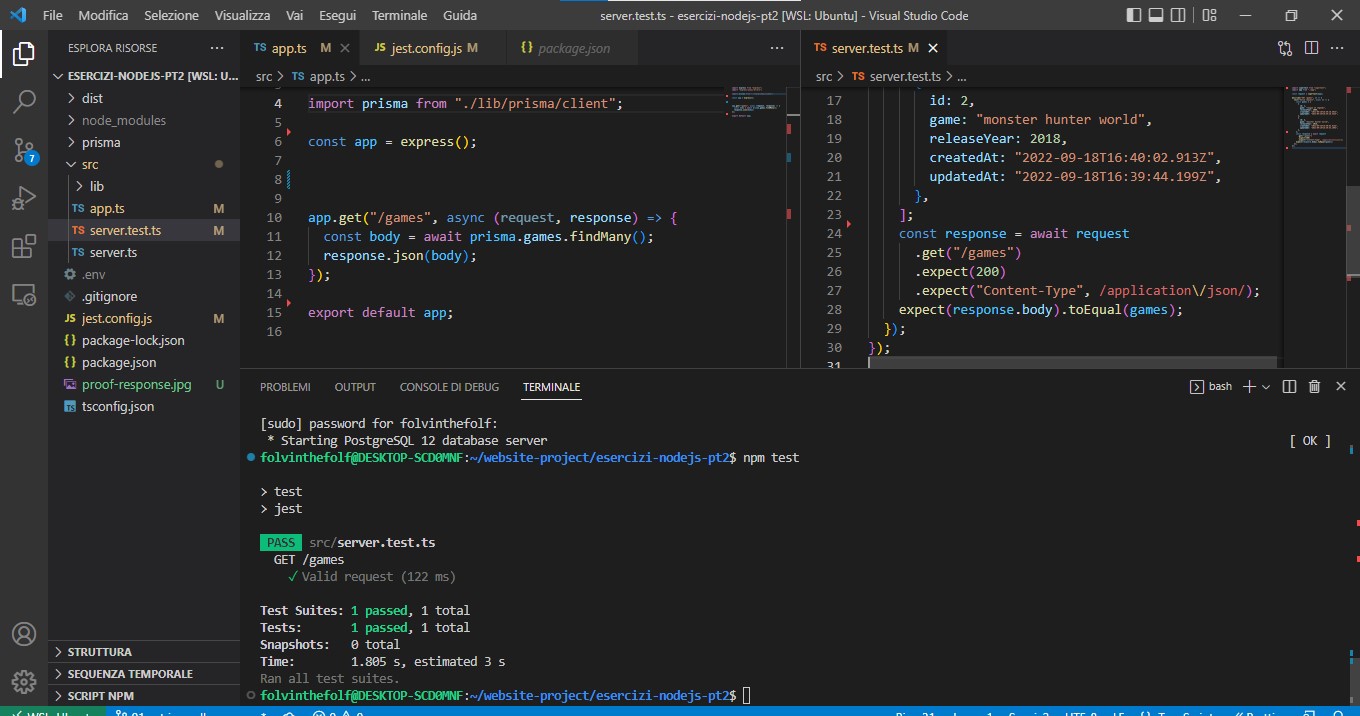 File Modifica Selezione Visualizza Vai Esegui Terminale Guida
server.test.ts - esercizi-nodejs-pt2 [WSL: Ubuntu] - Visual Studio Code
ESPLORA RISORSE
ESERCIZI-NODEJS-PT2 [WSL: U...
dist
node_modules
prisma
src
lib
TS app.ts M
TS server.test.ts M
TS server.ts
.env
.gitignore
JS jest.config.js M
{} package-lock.json
{} package.json
proof-response.jpg U
TS tsconfig.json
STRUTTURA
SEQUENZA TEMPORALE
SCRIPT NPM
7
TS app.ts M
JS jest.config.js M
{} package.json
src > TS app.ts > ...
4 import prisma from "./lib/prisma/client";
5
6 const app = express();
7
8
9
10 app.get("/games", async (request, response) => {
11 const body = await prisma.games.findMany();
12 response.json(body);
13 });
14
15 export default app;
16
TS server.test.ts M
src > TS server.test.ts > ...
17 id: 2,
18 game: "monster hunter world",
19 releaseYear: 2018,
20 createdAt: "2022-09-18T16:40:02.913Z",
21 updatedAt: "2022-09-18T16:39:44.199Z",
22 },
23 ];
24 const response = await request
25 .get("/games")
26 .expect(200)
27 .expect("Content-Type", /application\/json/);
28 expect(response.body).toEqual(games);
29 });
30 });
31
PROBLEMI OUTPUT CONSOLE DI DEBUG TERMINALE
bash
[sudo] password for folvinthefolf:
* Starting PostgreSQL 12 database server [ OK ]
folvinthefolf@DESKTOP-SCD0MNF:~/website-project/esercizi-nodejs-pt2$ npm test
> test
> jest
PASS src/server.test.ts
GET /games
✓ Valid request (122 ms)
Test Suites: 1 passed, 1 total
Tests: 1 passed, 1 total
Snapshots: 0 total
Time: 1.805 s, estimated 3 s
Ran all test suites.
folvinthefolf@DESKTOP-SCD0MNF:~/website-project/esercizi-nodejs-pt2$